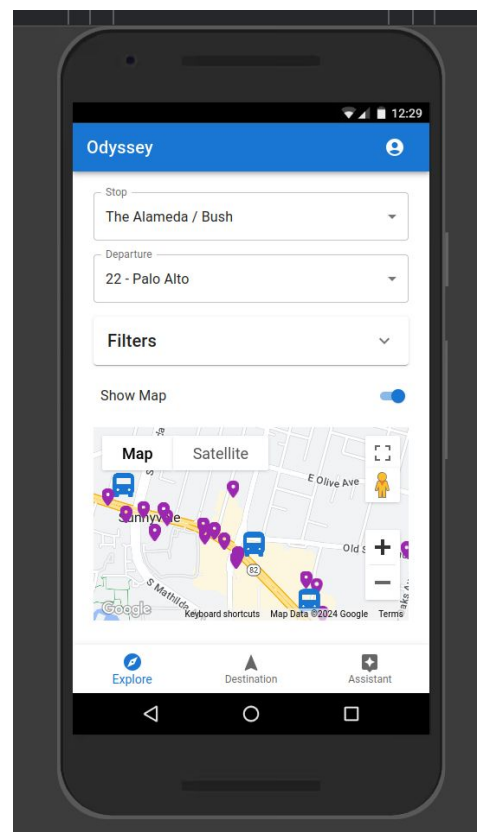 12:29
Odyssey
Stop
The Alameda / Bush
Departure
22 - Palo Alto
Filters
Show Map
Map
Satellite
E Olive Ave
Sunnyvale
Old S
82
S Mathilda
Google
Keyboard shortcuts
Map Data ©2024 Google
Terms
Explore
Destination
Assistant